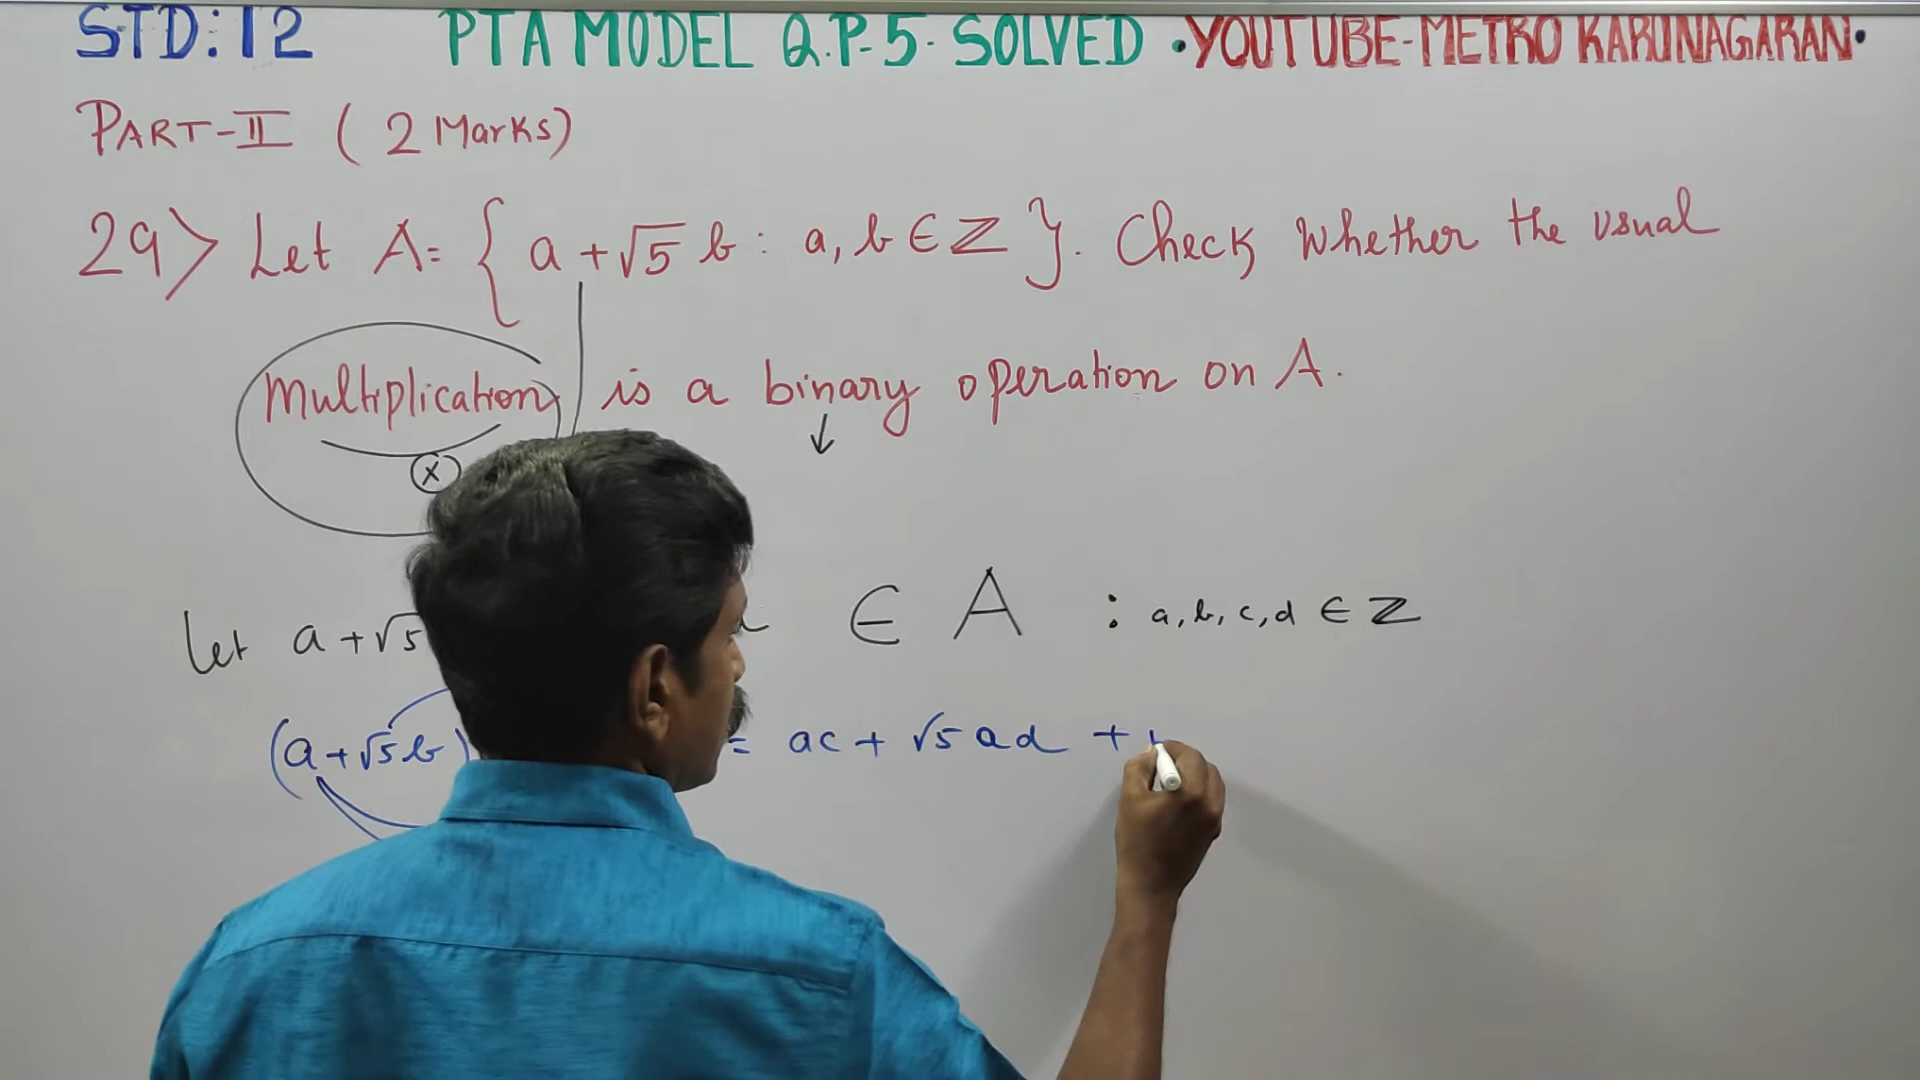 STD:12 PTA MODEL Q.P-5. SOLVED •YOUTUBE-METRO KARUNAGARAN•
PART-II (2 Marks)
29> Let A= { a+√5 b : a, b ∈ Z }. Check whether the usual
Multiplication is a binary operation on A.
(x)
Let a+√5 ∈ A : a, b, c, d ∈ Z
(a+√5b) = ac + √5 ad +